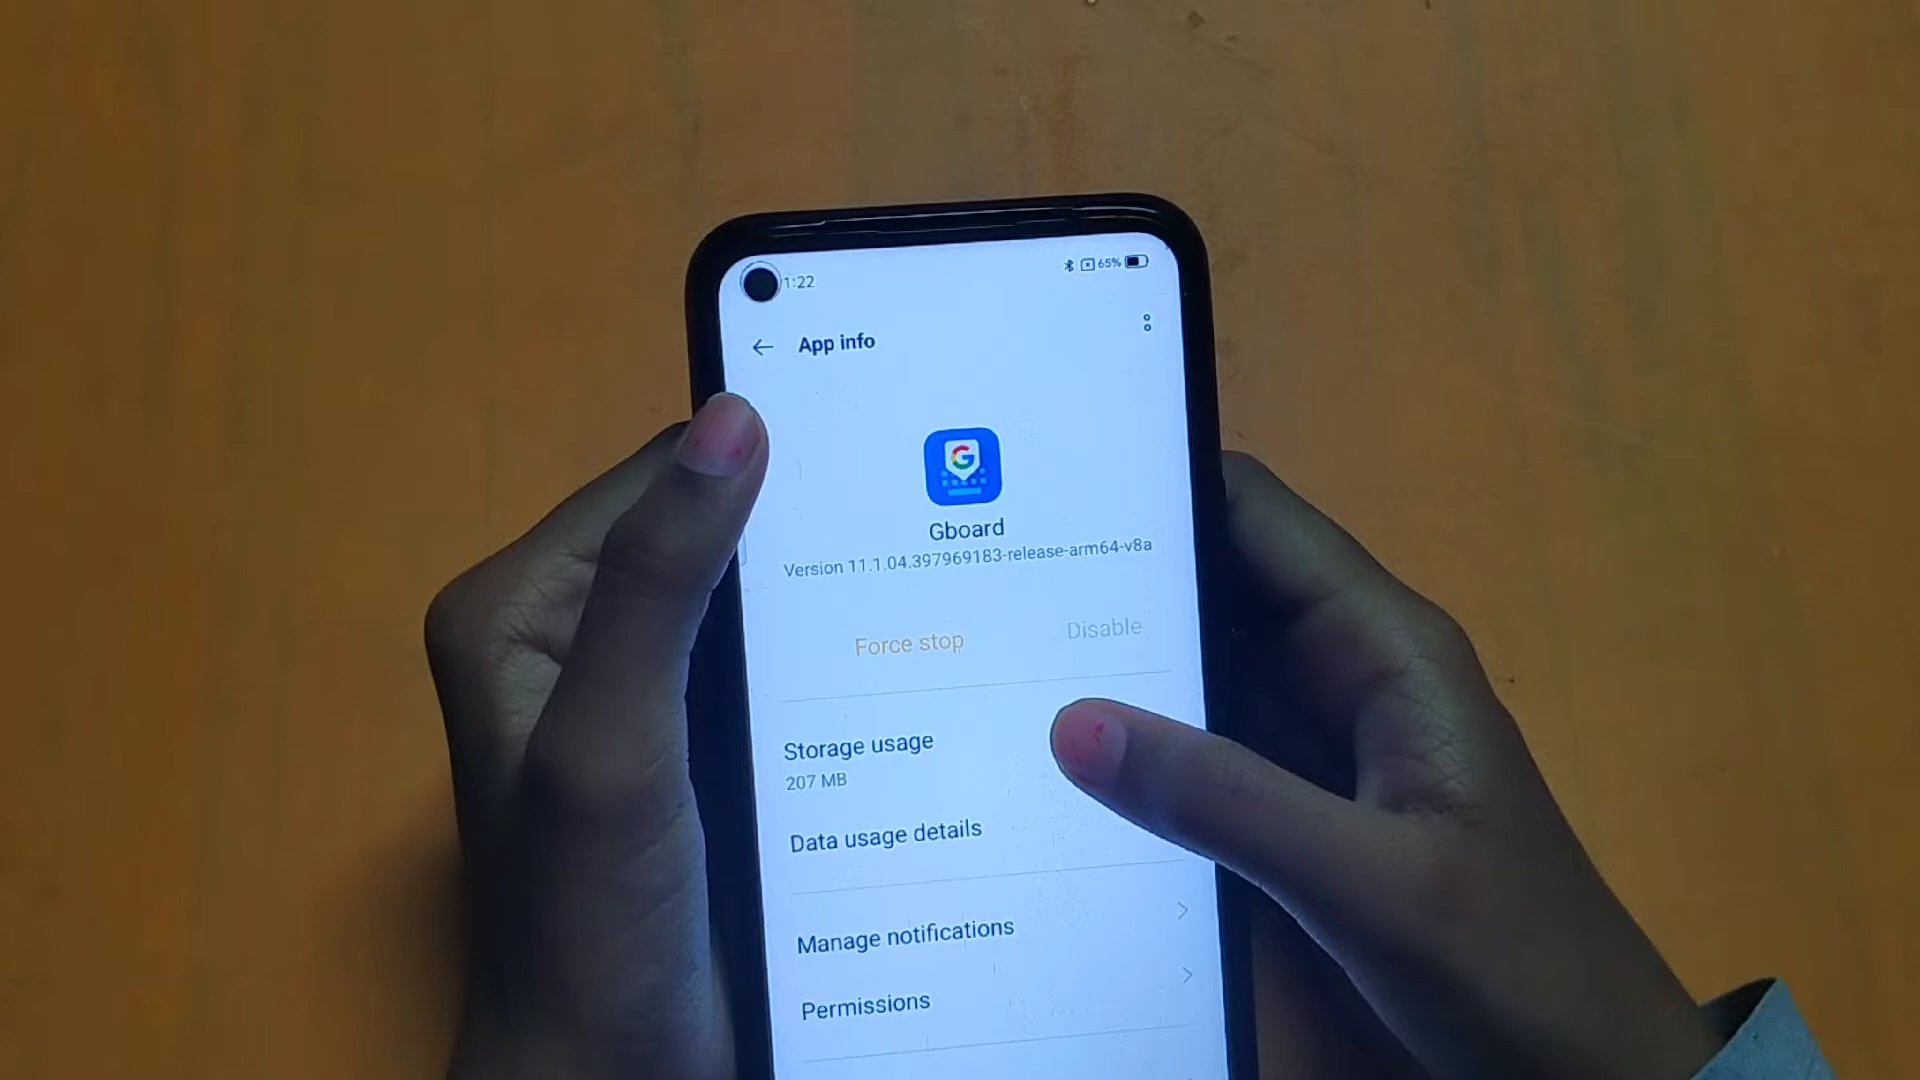 1:22
65%
App info
Gboard
Version 11.1.04.397969183-release-arm64-v8a
Force stop
Disable
Storage usage
207 MB
Data usage details
Manage notifications
Permissions